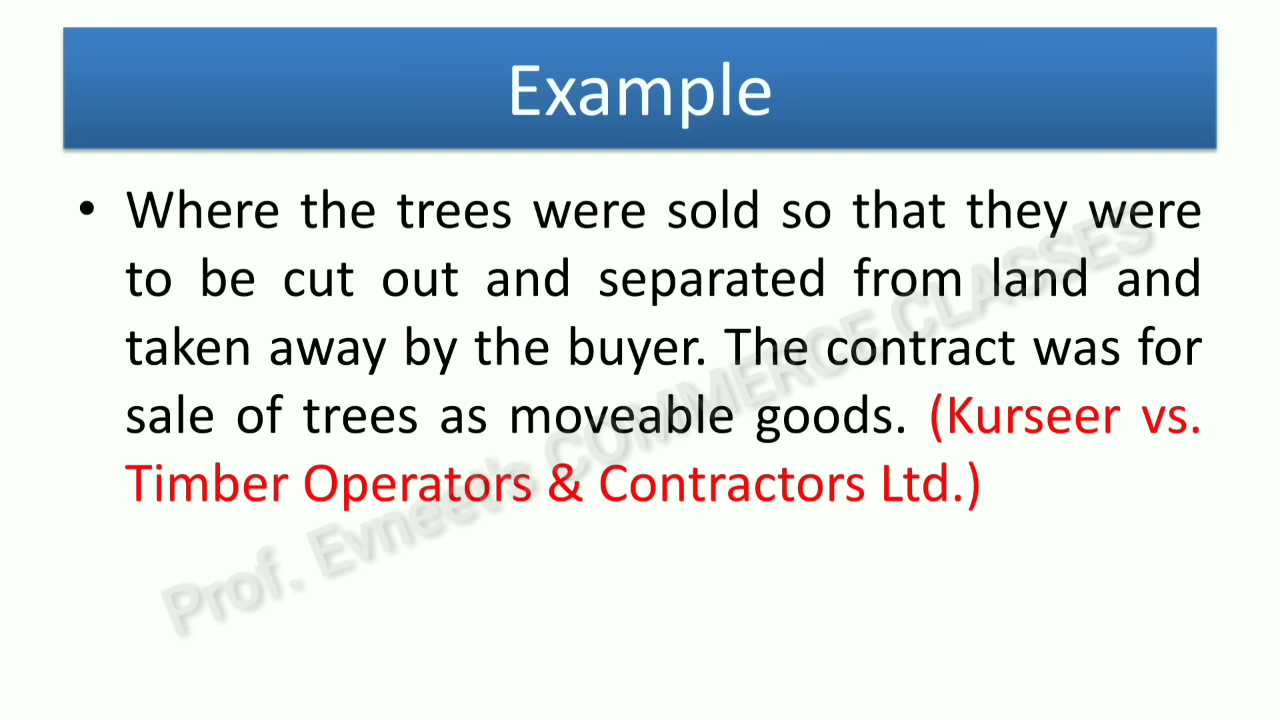 Example
• Where the trees were sold so that they were
to be cut out and separated from land and
taken away by the buyer. The contract was for
sale of trees as moveable goods. (Kurseer vs.
Timber Operators & Contractors Ltd.)
Prof. Evneet's COMMERCE CLASSES